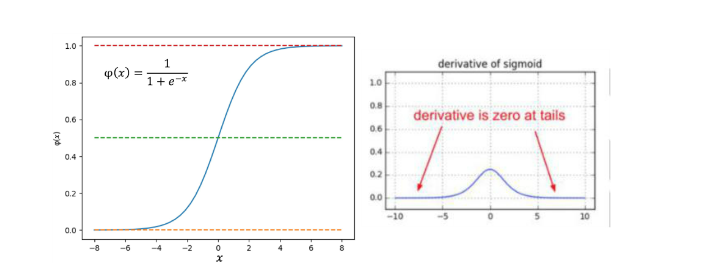 φ(x) = 1 / (1 + e^{-x})
1.0
0.8
0.6
0.4
0.2
0.0
φ(x)
-8 -6 -4 -2 0 2 4 6 8
x
derivative of sigmoid
derivative is zero at tails
1.0
0.8
0.6
0.4
0.2
0.0
-10 -5 0 5 10